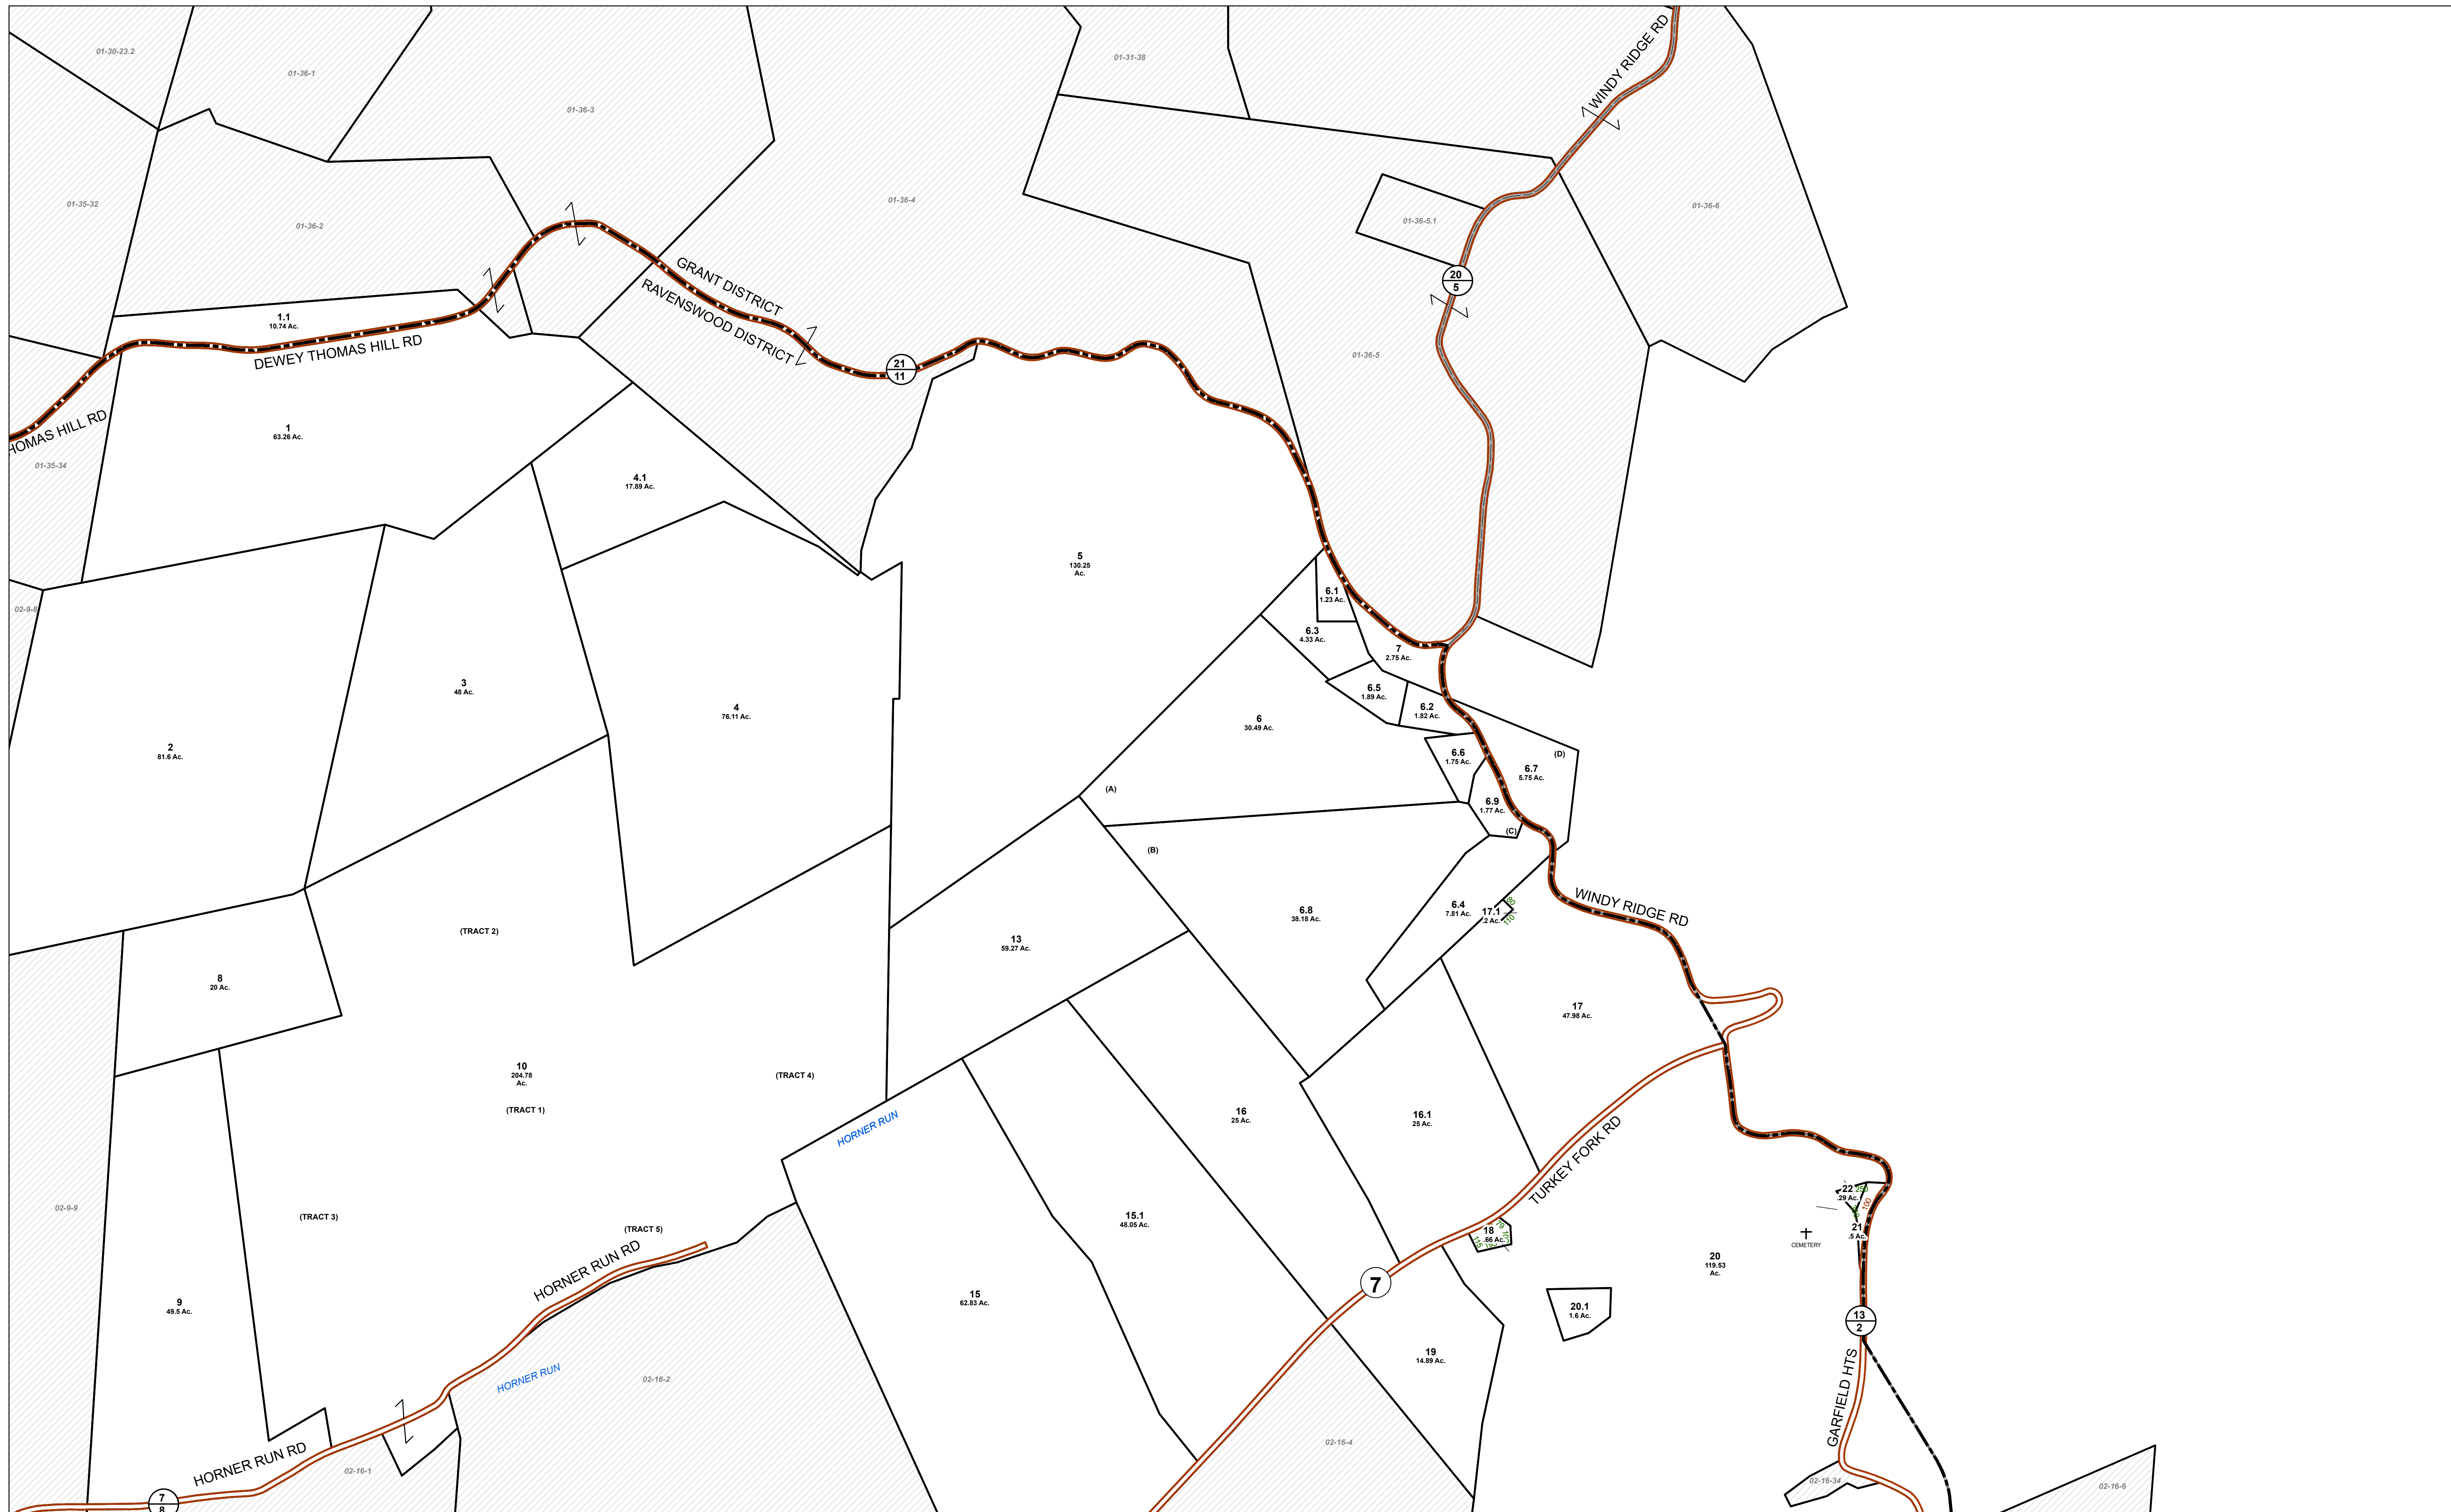 01-30-23.2
01-36-1
01-36-3
01-31-38
WINDY RIDGE RD
01-35-32
01-36-2
01-36-4
01-36-5.1
01-36-6
20
5
GRANT DISTRICT
RAVENSWOOD DISTRICT
1.1
10.74 Ac.
DEWEY THOMAS HILL RD
21
11
01-36-5
HOMAS HILL RD
01-35-34
1
63.26 Ac.
4.1
17.89 Ac.
5
130.25
Ac.
02-9-8
6.1
1.23 Ac.
6.3
4.33 Ac.
7
2.75 Ac.
3
48 Ac.
4
76.11 Ac.
6.5
1.89 Ac.
6.2
1.82 Ac.
6
30.49 Ac.
2
81.6 Ac.
6.6
1.75 Ac.
6.7
5.75 Ac.
(D)
(A)
6.9
1.77 Ac.
(C)
(B)
WINDY RIDGE RD
6.8
38.18 Ac.
6.4
7.81 Ac.
17.1
.2 Ac.
80
110
(TRACT 2)
13
59.27 Ac.
8
20 Ac.
17
47.98 Ac.
10
204.78
Ac.
(TRACT 4)
(TRACT 1)
HORNER RUN
16
25 Ac.
16.1
25 Ac.
TURKEY FORK RD
02-9-9
(TRACT 3)
(TRACT 5)
15.1
48.05 Ac.
22
.29 Ac.
250
100
21
.5 Ac.
CEMETERY
18
.66 Ac.
79
115
HORNER RUN RD
7
20
119.53
Ac.
9
49.5 Ac.
15
62.83 Ac.
20.1
1.6 Ac.
13
2
19
14.89 Ac.
HORNER RUN
02-16-2
GARFIELD HTS
02-16-4
HORNER RUN RD
02-16-1
02-16-34
02-16-6
7
8